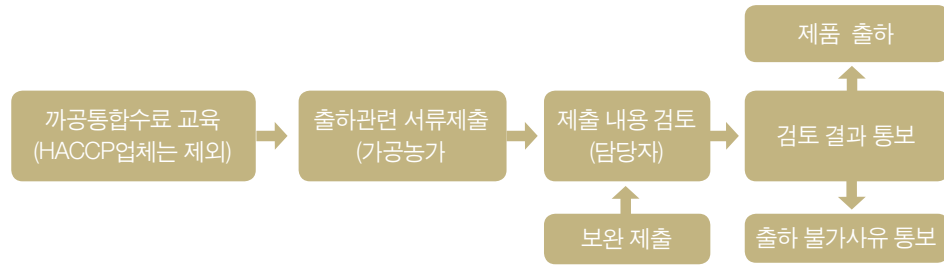 까공통합수료 교육
(HACCP업체는 제외)
출하관련 서류제출
(가공농가
제출 내용 검토
(담당자)
보완 제출
제품 출하
검토 결과 통보
출하 불가사유 통보